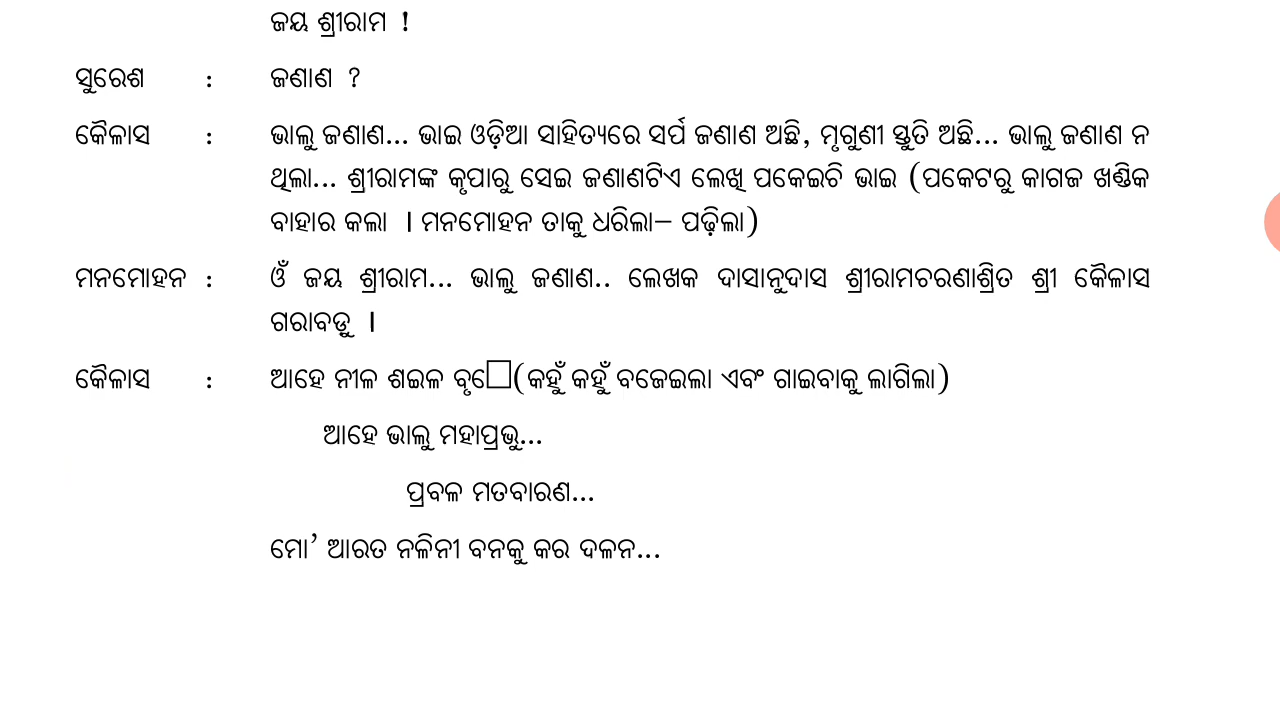 ଜୟ ଶ୍ରୀରାମ !
ସୁରେଶ : ଜଣାଣ ?
କୈଳାସ : ଭାଲୁ ଜଣାଣ... ଭାଇ ଓଡ଼ିଆ ସାହିତ୍ୟରେ ସର୍ପ ଜଣାଣ ଅଛି, ମୃଗୁଣୀ ସ୍ତୁତି ଅଛି... ଭାଲୁ ଜଣାଣ ନ
ଥିଲା... ଶ୍ରୀରାମଙ୍କ କୃପାରୁ ସେଇ ଜଣାଣଟିଏ ଲେଖି ପକେଇଚି ଭାଇ (ପକେଟରୁ କାଗଜ ଖଣ୍ଡିକ
ବାହାର କଲା । ମନମୋହନ ତାକୁ ଧରିଲା– ପଢ଼ିଲା)
ମନମୋହନ : ଓଁ ଜୟ ଶ୍ରୀରାମ... ଭାଲୁ ଜଣାଣ.. ଲେଖକ ଦାସାନୁଦାସ ଶ୍ରୀରାମଚରଣାଶ୍ରିତ ଶ୍ରୀ କୈଳାସ
ଗରାବଡୁ ।
କୈଳାସ : ଆହେ ନୀଳ ଶଇଳ (କହୁଁ କହୁଁ ବଜେଇଲା ଏବଂ ଗାଇବାକୁ ଲାଗିଲା)
ଆହେ ଭାଲୁ ମହାପ୍ରଭୁ...
ପ୍ରବଳ ମତବାରଣ...
ମୋ’ ଆରତ ନଳିନୀ ବନକୁ କର ଦଳନ...